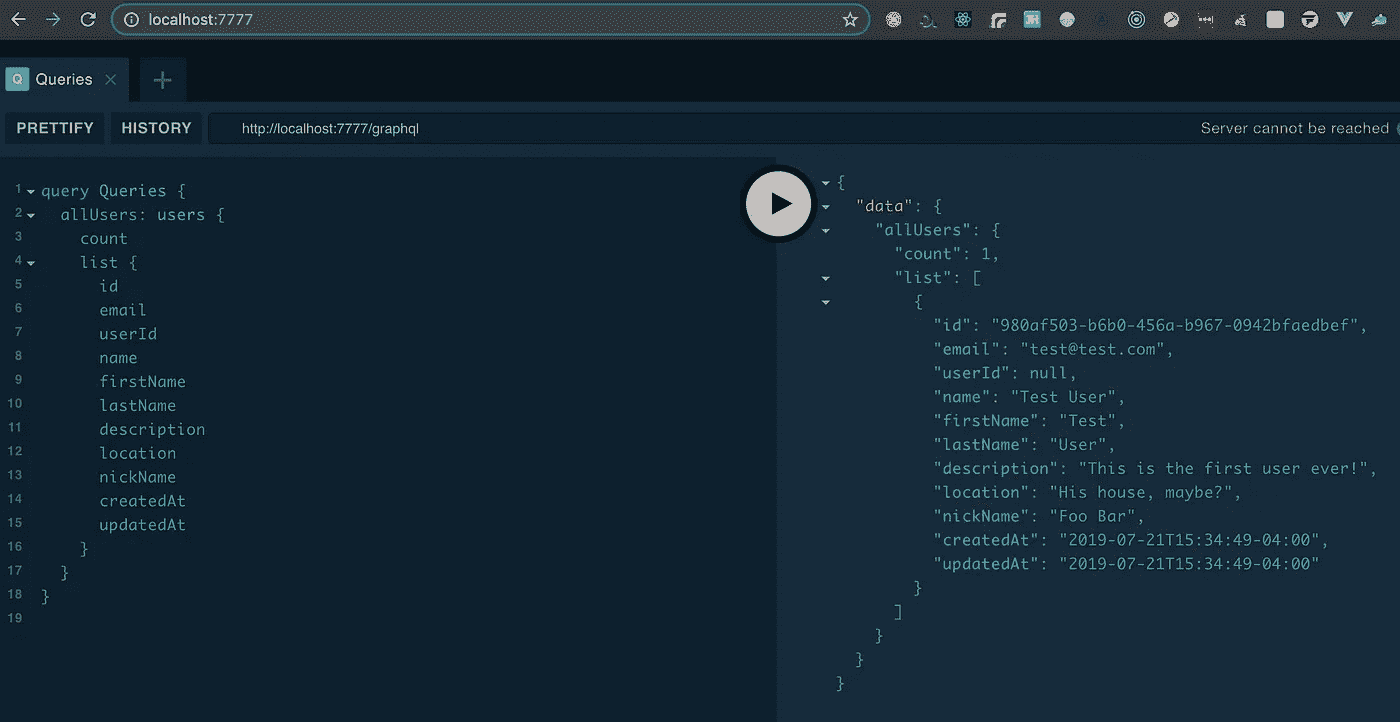 localhost:7777
Q Queries
PRETTIFY HISTORY http://localhost:7777/graphql Server cannot be reached
1 query Queries {
2 allUsers: users {
3 count
4 list {
5 id
6 email
7 userId
8 name
9 firstName
10 lastName
11 description
12 location
13 nickName
14 createdAt
15 updatedAt
16 }
17 }
18 }
19
{
"data": {
"allUsers": {
"count": 1,
"list": [
{
"id": "980af503-b6b0-456a-b967-0942bfaedbef",
"email": "test@test.com",
"userId": null,
"name": "Test User",
"firstName": "Test",
"lastName": "User",
"description": "This is the first user ever!",
"location": "His house, maybe?",
"nickName": "Foo Bar",
"createdAt": "2019-07-21T15:34:49-04:00",
"updatedAt": "2019-07-21T15:34:49-04:00"
}
]
}
}
}